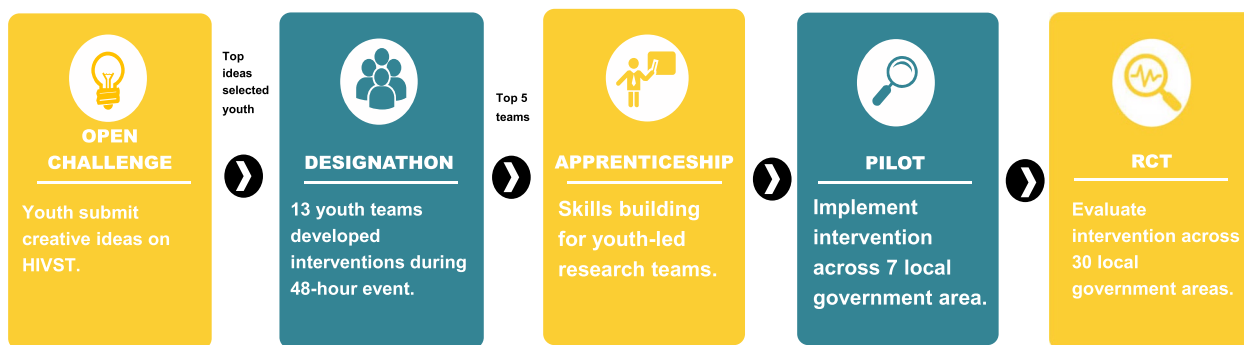 OPEN
CHALLENGE
Youth submit
creative ideas on
HIVST.
Top
ideas
selected
youth
DESIGNATHON
13 youth teams
developed
interventions during
48-hour event.
Top 5
teams
APPRENTICESHIP
Skills building
for youth-led
research teams.
PILOT
Implement
intervention
across 7 local
government area.
RCT
Evaluate
intervention across
30 local
government areas.